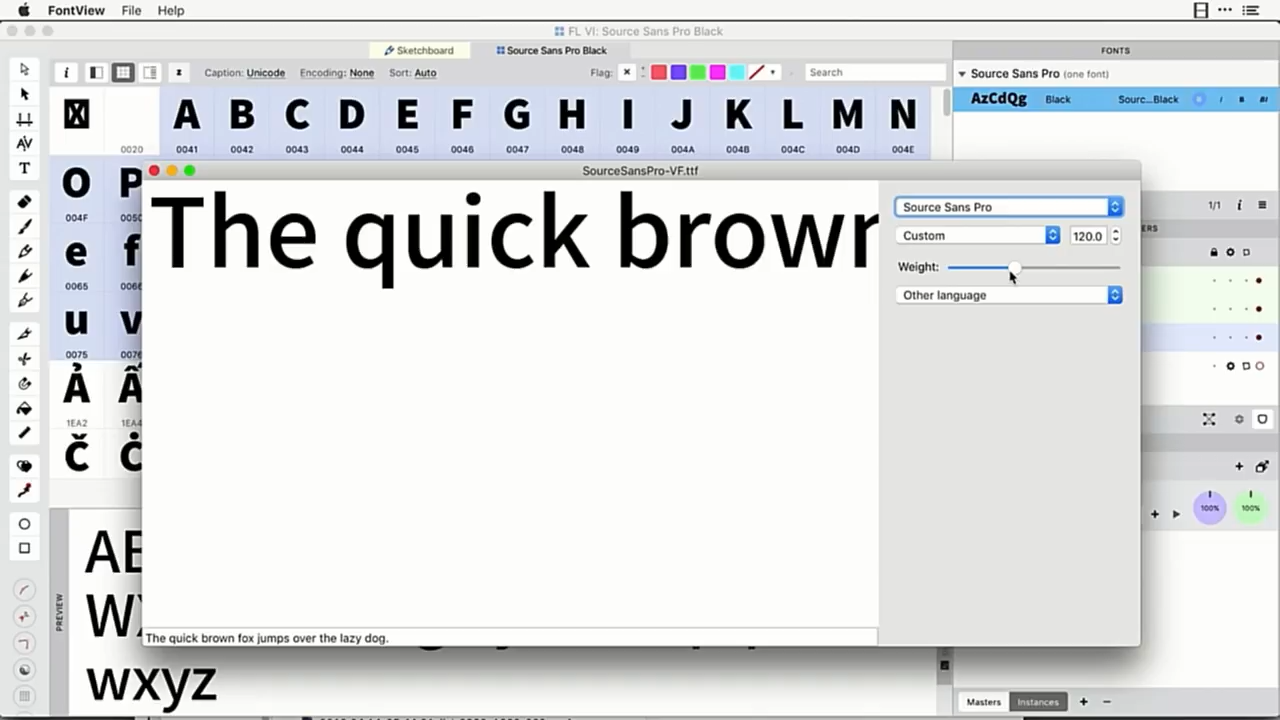 FontView File Help
FL VI: Source Sans Pro Black
Sketchboard Source Sans Pro Black
Caption: Unicode Encoding: None Sort: Auto Flag: Search
FONTS
Source Sans Pro (one font)
AzCdQg Black Sourc...Black
A B C D E F G H I J K L M N
0020 0041 0042 0043 0044 0045 0046 0047 0048 0049 004A 004B 004C 004D 004E
SourceSansPro-VF.ttf
O P
004F
e f
0065
u v
0075
Ả
1EA2
č
The quick brown
Source Sans Pro
Custom 120.0
Weight:
Other language
1/1
ERS
100% 100%
PREVIEW
wxyz
The quick brown fox jumps over the lazy dog.
Masters Instances